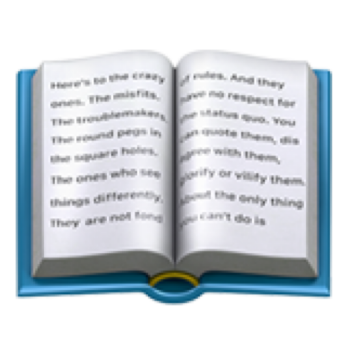 Here's to the crazy
ones. The misfits.
The troublemakers.
The round pegs in
the square holes.
The ones who see
things differently.
They are not fond
of rules. And they
have no respect for
the status quo. You
can quote them, dis
agree with them,
glorify or vilify them.
About the only thing
you can't do is